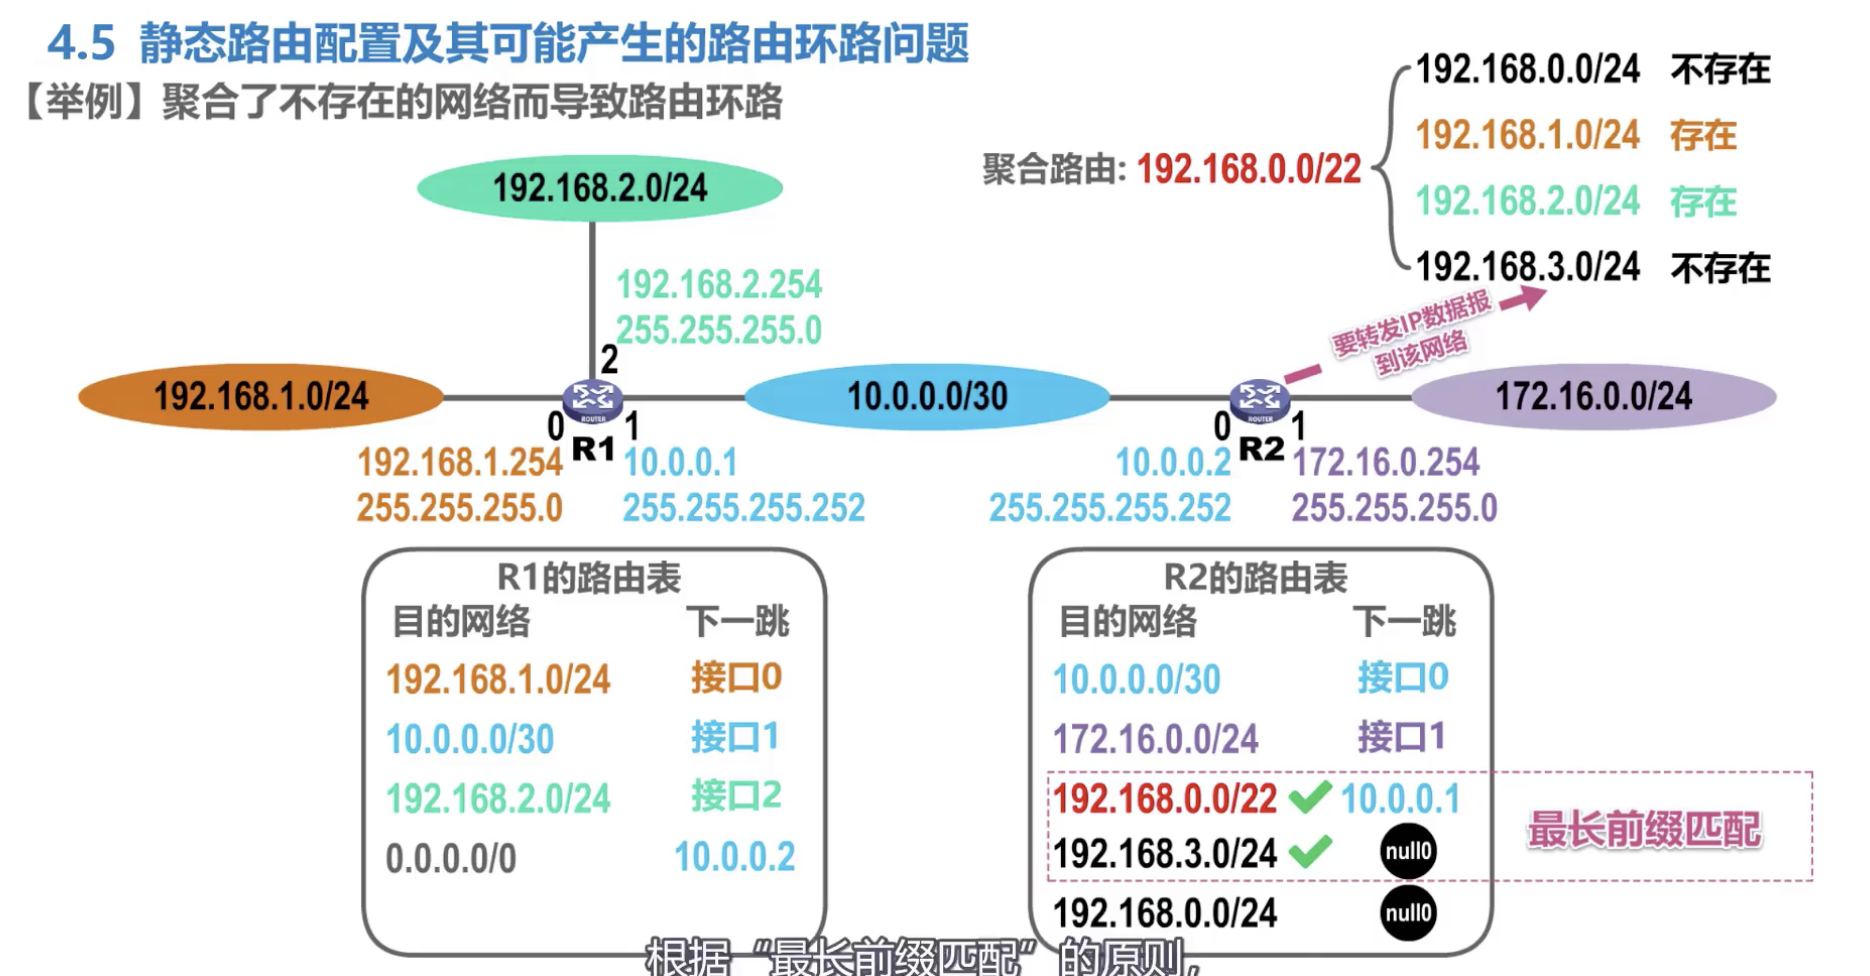 4.5 静态路由配置及其可能产生的路由环路问题
【举例】聚合了不存在的网络而导致路由环路
聚合路由: 192.168.0.0/22
192.168.0.0/24 不存在
192.168.1.0/24 存在
192.168.2.0/24 存在
192.168.3.0/24 不存在
要转发IP数据报
到该网络
192.168.2.0/24
192.168.2.254
255.255.255.0
2
192.168.1.0/24
ROUTER
10.0.0.0/30
ROUTER
172.16.0.0/24
0 R1 1
0 R2 1
192.168.1.254
255.255.255.0
10.0.0.1
255.255.255.252
10.0.0.2
255.255.255.252
172.16.0.254
255.255.255.0
R1的路由表
目的网络 下一跳
192.168.1.0/24 接口0
10.0.0.0/30 接口1
192.168.2.0/24 接口2
0.0.0.0/0 10.0.0.2
R2的路由表
目的网络 下一跳
10.0.0.0/30 接口0
172.16.0.0/24 接口1
192.168.0.0/22 10.0.0.1
192.168.3.0/24 null0
192.168.0.0/24 null0
最长前缀匹配
根据“最长前缀匹配”的原则,